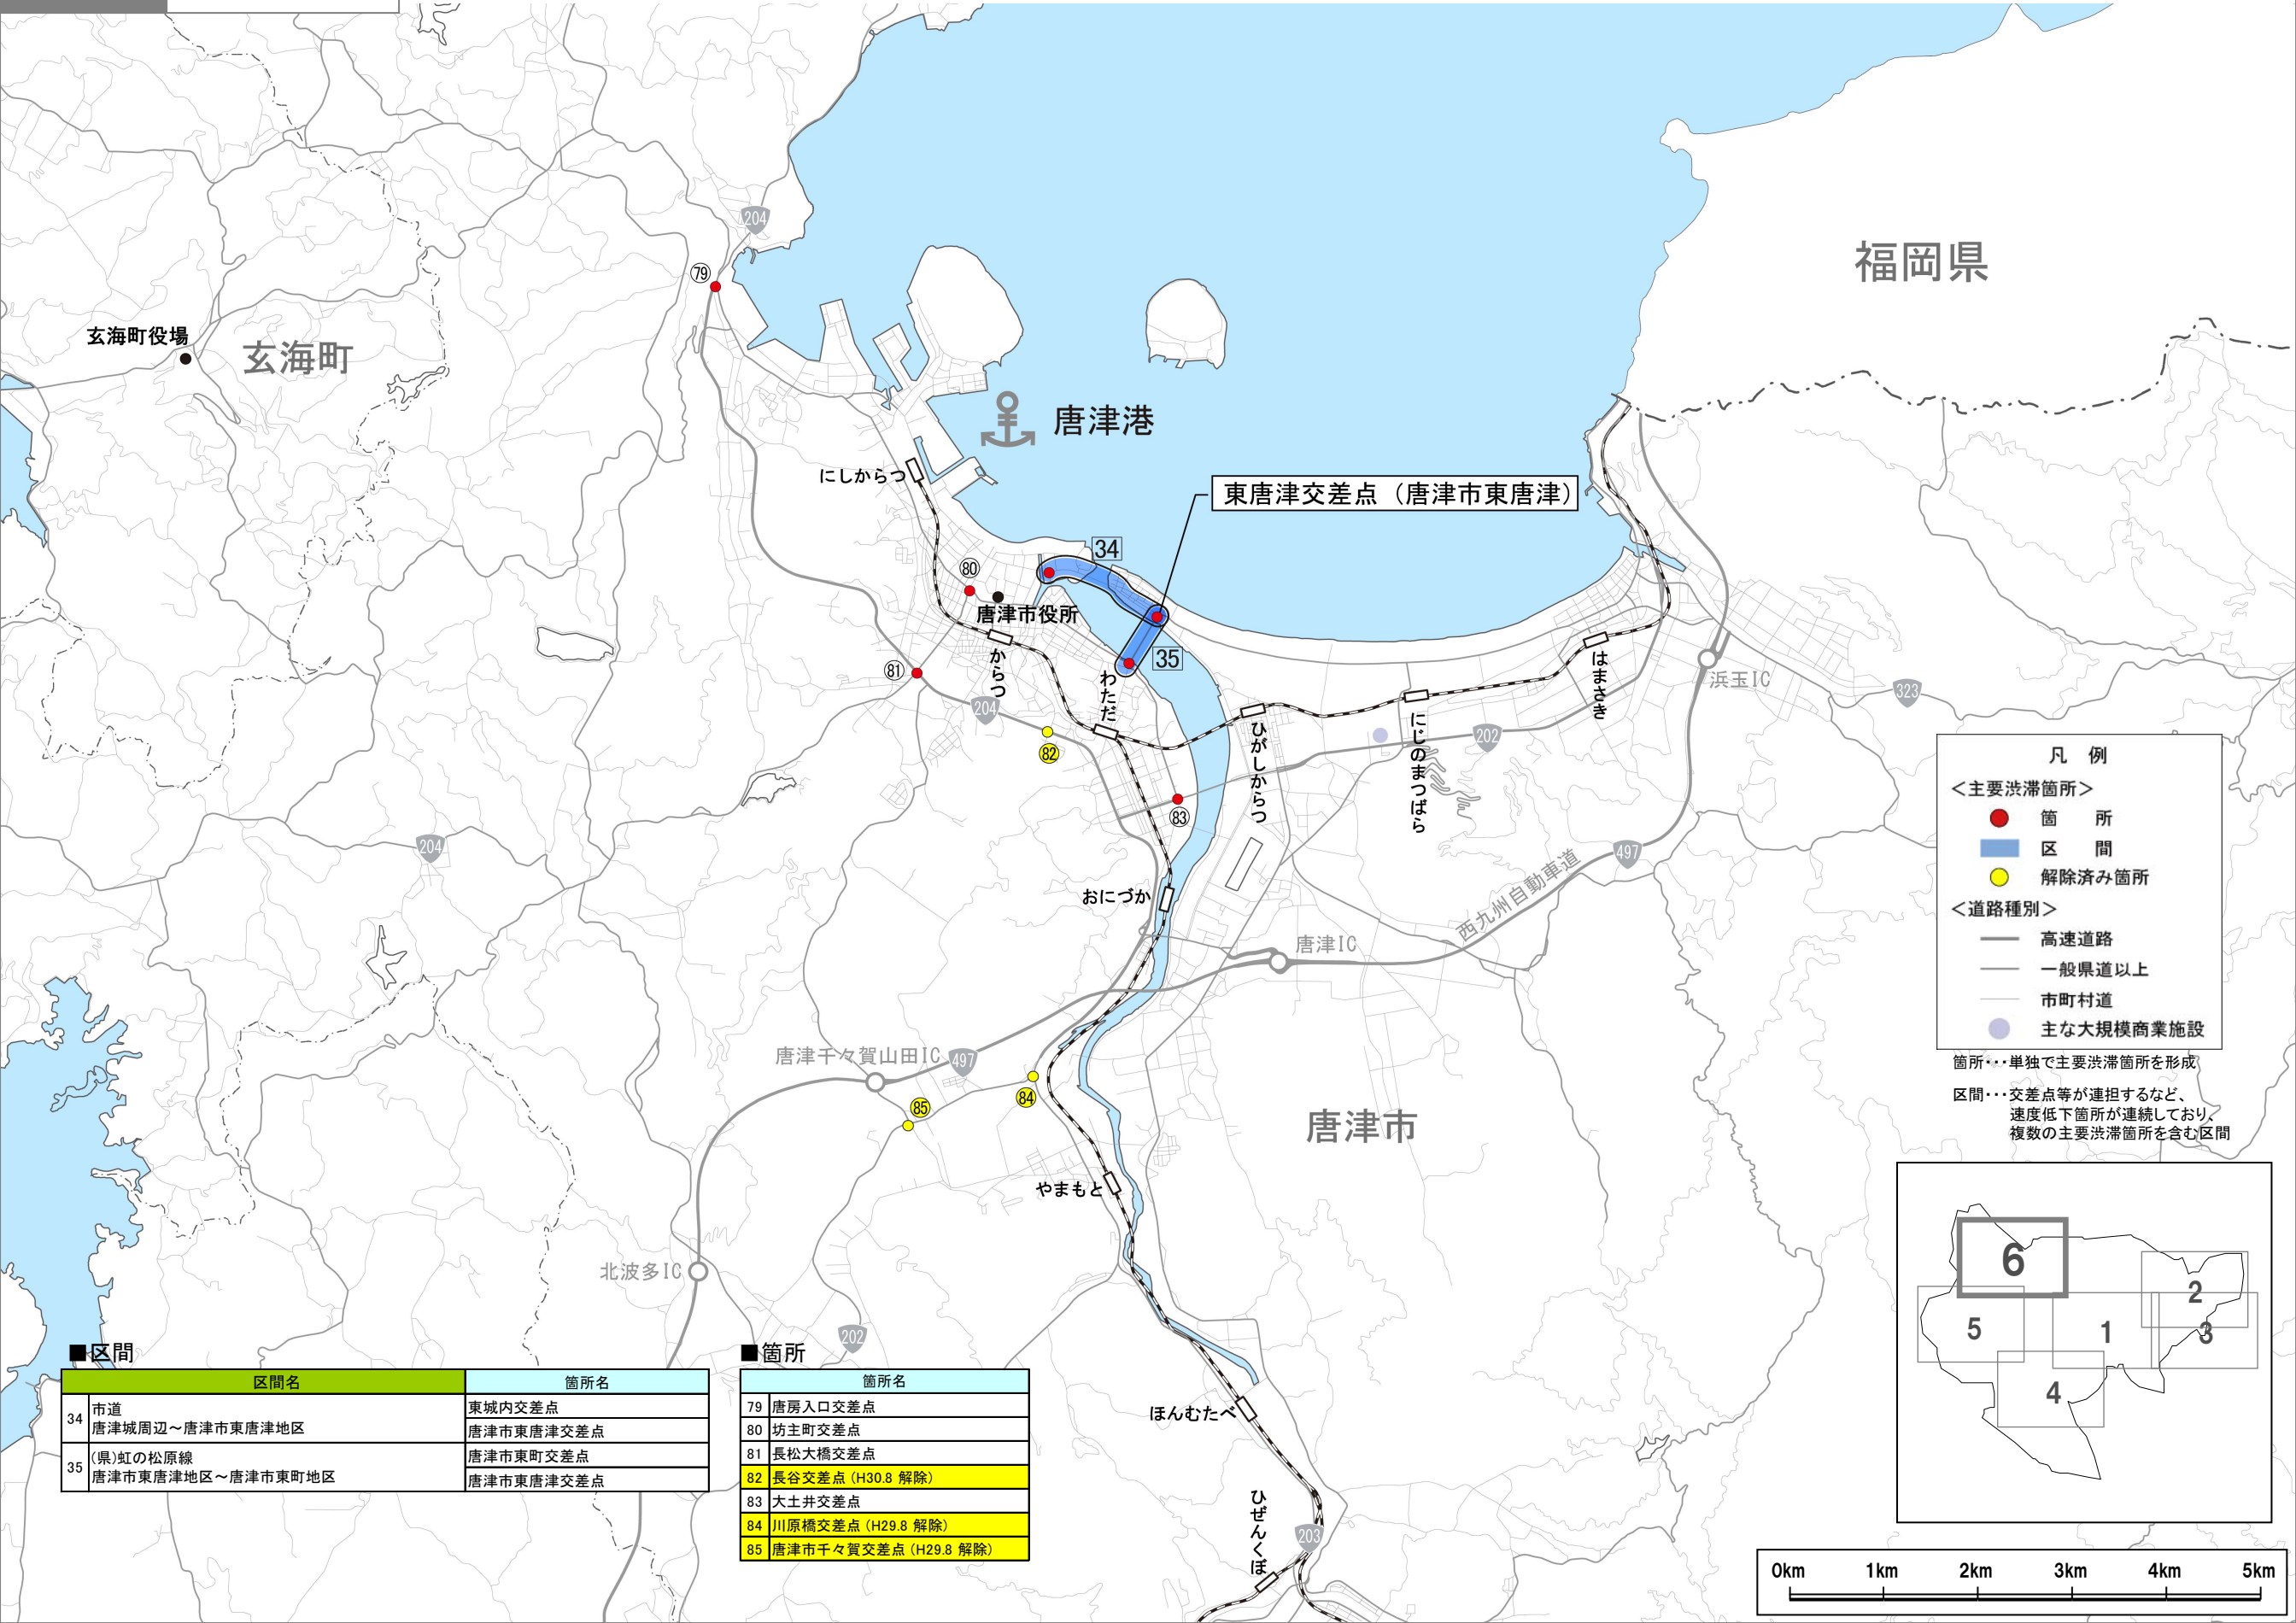 福岡県
204
79
玄海町役場
玄海町
唐津港
にしからつ
東唐津交差点（唐津市東唐津）
34
80
唐津市役所
35
81
からつ
わただ
204
82
ひがしからつ
にじのまつばら
はまさき
浜玉IC
323
202
83
204
497
西九州自動車道
おにづか
唐津IC
唐津千々賀山田IC
497
84
85
唐津市
やまもと
北波多IC
202
ほんむたべ
ひぜんくぼ
203
凡　例
＜主要渋滞箇所＞
箇　所
区　間
解除済み箇所
＜道路種別＞
高速道路
一般県道以上
市町村道
主な大規模商業施設
箇所・・・単独で主要渋滞箇所を形成
区間・・・交差点等が連担するなど、
速度低下箇所が連続しており、
複数の主要渋滞箇所を含む区間
6
2
5
1
3
4
■区間
区間名 箇所名
34 市道
唐津城周辺～唐津市東唐津地区
東城内交差点
唐津市東唐津交差点
35 (県)虹の松原線
唐津市東唐津地区～唐津市東町地区
唐津市東町交差点
唐津市東唐津交差点
■箇所
箇所名
79 唐房入口交差点
80 坊主町交差点
81 長松大橋交差点
82 長谷交差点 (H30.8 解除)
83 大土井交差点
84 川原橋交差点 (H29.8 解除)
85 唐津市千々賀交差点 (H29.8 解除)
0km 1km 2km 3km 4km 5km